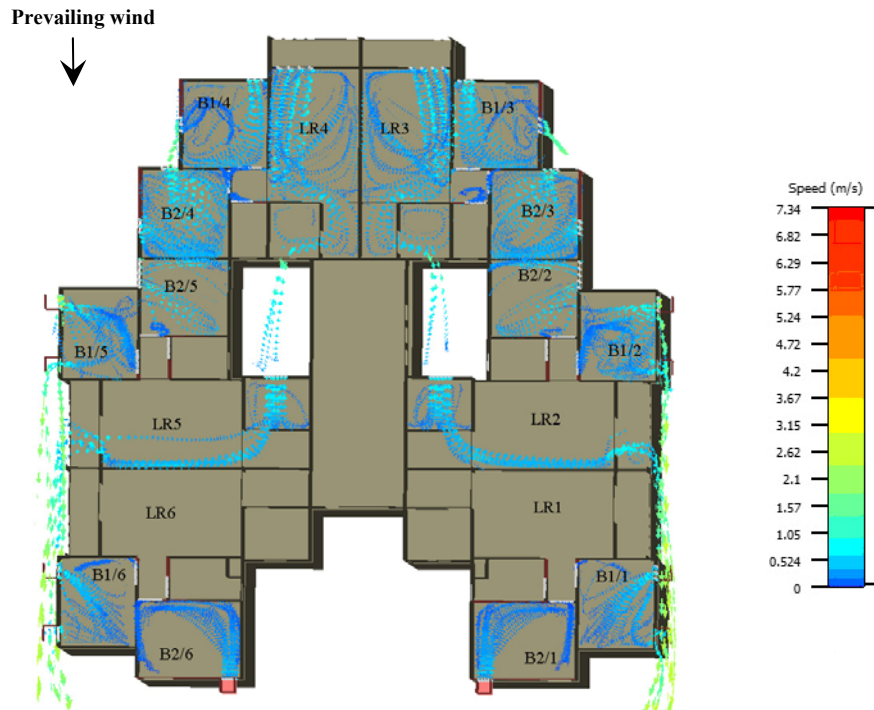 Prevailing wind
B1/4
B1/3
LR4
LR3
B2/4
B2/3
B2/5
B2/2
B1/5
B1/2
LR5
LR2
LR6
LR1
B1/6
B1/1
B2/6
B2/1
Speed (m/s)
7.34
6.82
6.29
5.77
5.24
4.72
4.2
3.67
3.15
2.62
2.1
1.57
1.05
0.524
0